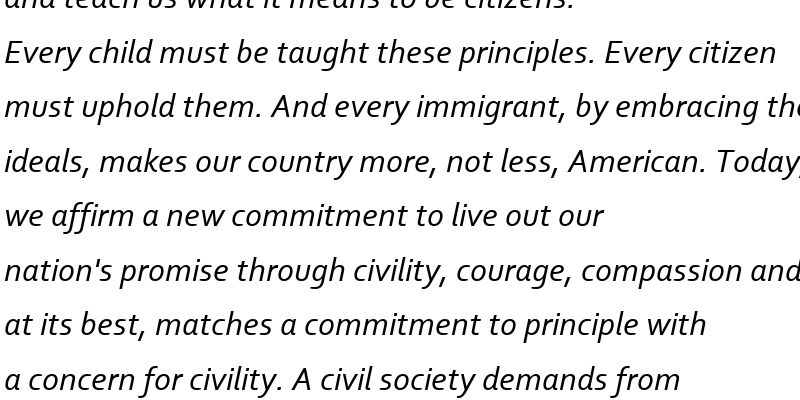 and teach us what it means to be citizens.
Every child must be taught these principles. Every citizen
must uphold them. And every immigrant, by embracing
ideals, makes our country more, not less, American. Today,
we affirm a new commitment to live out our
nation's promise through civility, courage, compassion and
at its best, matches a commitment to principle with
a concern for civility. A civil society demands from